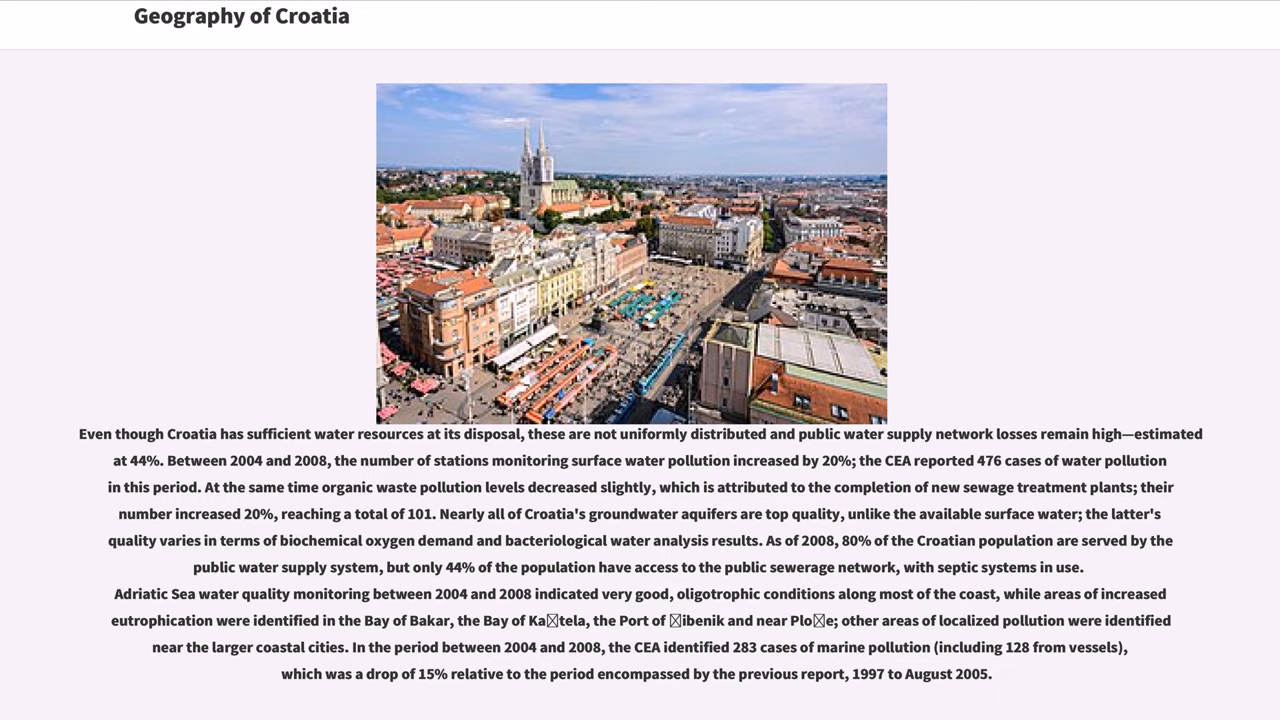 Geography of Croatia
Even though Croatia has sufficient water resources at its disposal, these are not uniformly distributed and public water supply network losses remain high—estimated
at 44%. Between 2004 and 2008, the number of stations monitoring surface water pollution increased by 20%; the CEA reported 476 cases of water pollution
in this period. At the same time organic waste pollution levels decreased slightly, which is attributed to the completion of new sewage treatment plants; their
number increased 20%, reaching a total of 101. Nearly all of Croatia's groundwater aquifers are top quality, unlike the available surface water; the latter's
quality varies in terms of biochemical oxygen demand and bacteriological water analysis results. As of 2008, 80% of the Croatian population are served by the
public water supply system, but only 44% of the population have access to the public sewerage network, with septic systems in use.
Adriatic Sea water quality monitoring between 2004 and 2008 indicated very good, oligotrophic conditions along most of the coast, while areas of increased
eutrophication were identified in the Bay of Bakar, the Bay of Ka☒tela, the Port of ☒ibenik and near Plo☒e; other areas of localized pollution were identified
near the larger coastal cities. In the period between 2004 and 2008, the CEA identified 283 cases of marine pollution (including 128 from vessels),
which was a drop of 15% relative to the period encompassed by the previous report, 1997 to August 2005.